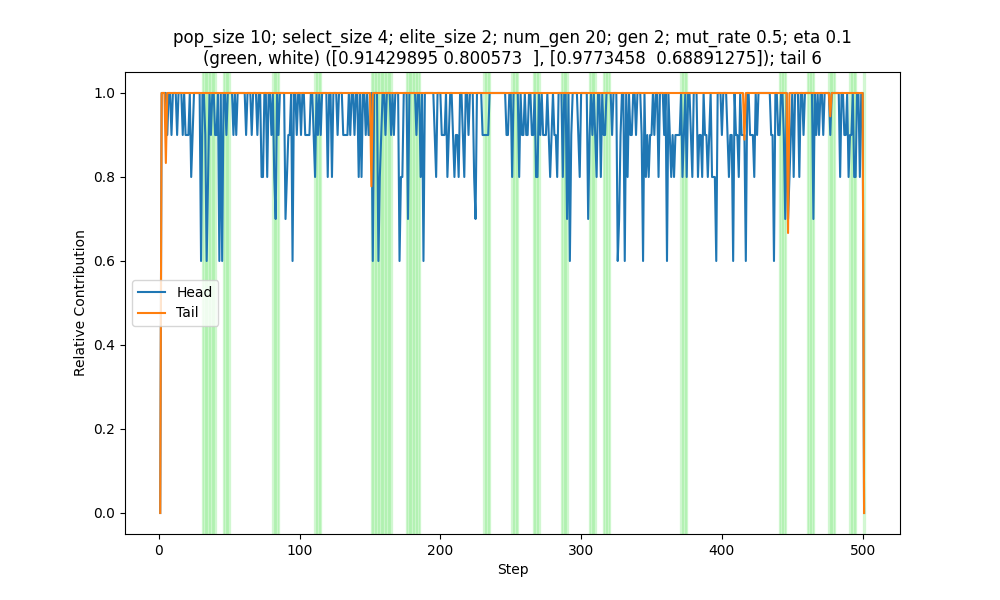 pop_size 10; select_size 4; elite_size 2; num_gen 20; gen 2; mut_rate 0.5; eta 0.1
(green, white) ([0.91429895 0.800573  ], [0.9773458  0.68891275]); tail 6
1.0
0.8
0.6
0.4
0.2
0.0
Relative Contribution
Head
Tail
0
100
200
300
400
500
Step